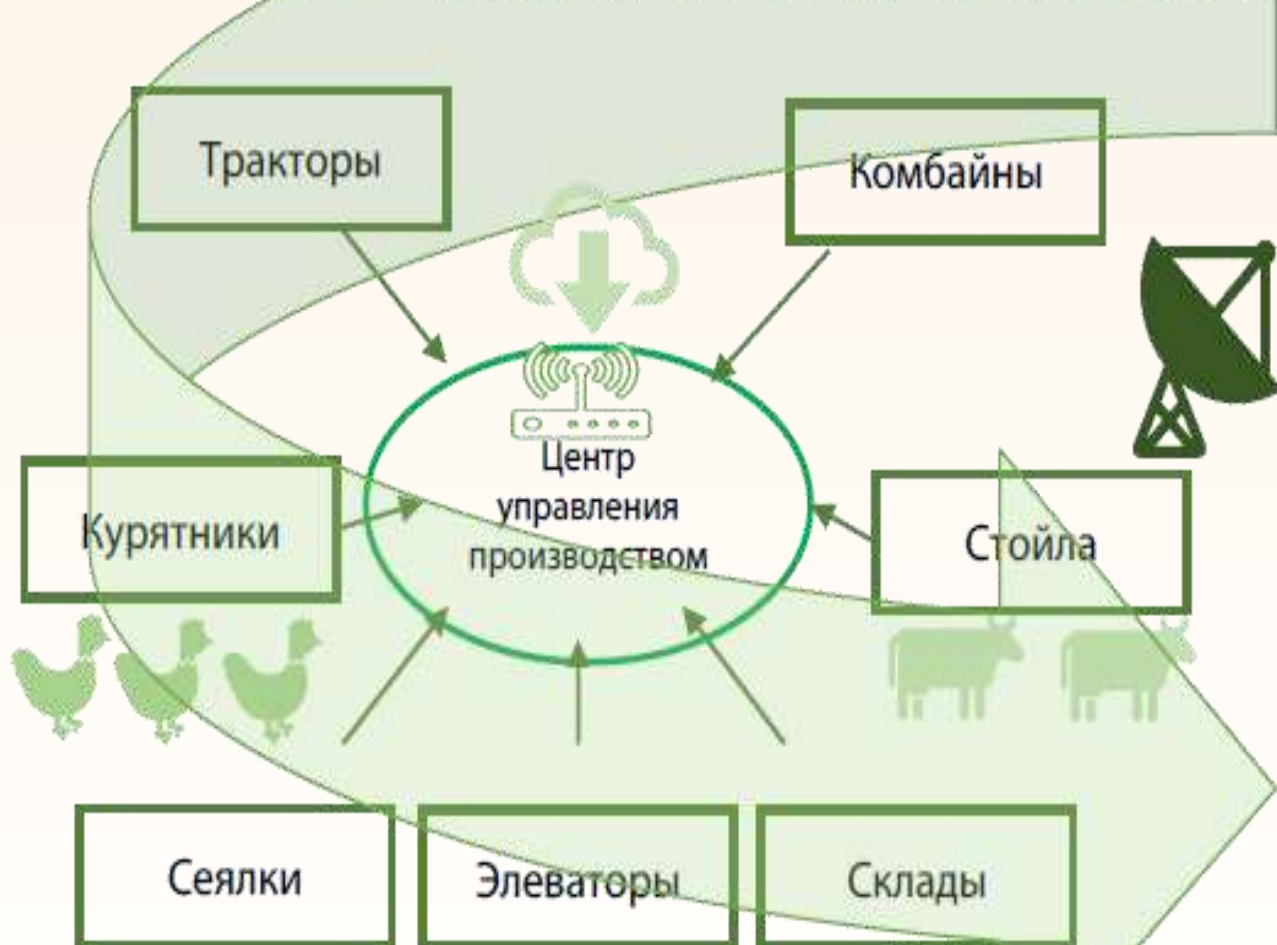 Тракторы
Комбайны
Центр
управления
производством
Курятники
Стойла
Сеялки
Элеваторы
Склады